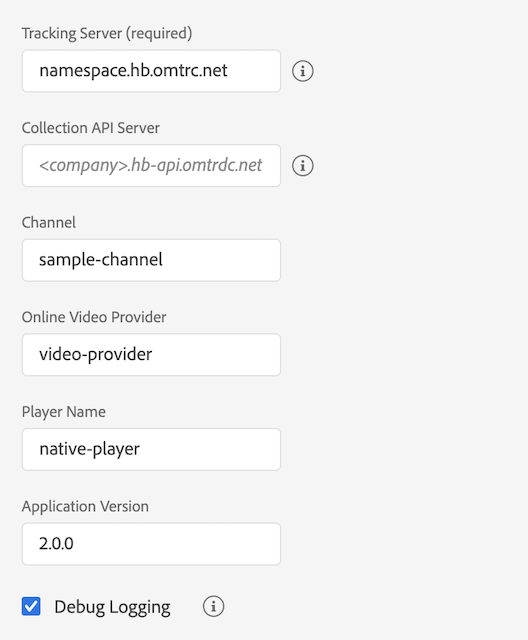 Tracking Server (required)
namespace.hb.omtrc.net
Collection API Server
<company>.hb-api.omtrdc.net
Channel
sample-channel
Online Video Provider
video-provider
Player Name
native-player
Application Version
2.0.0
Debug Logging